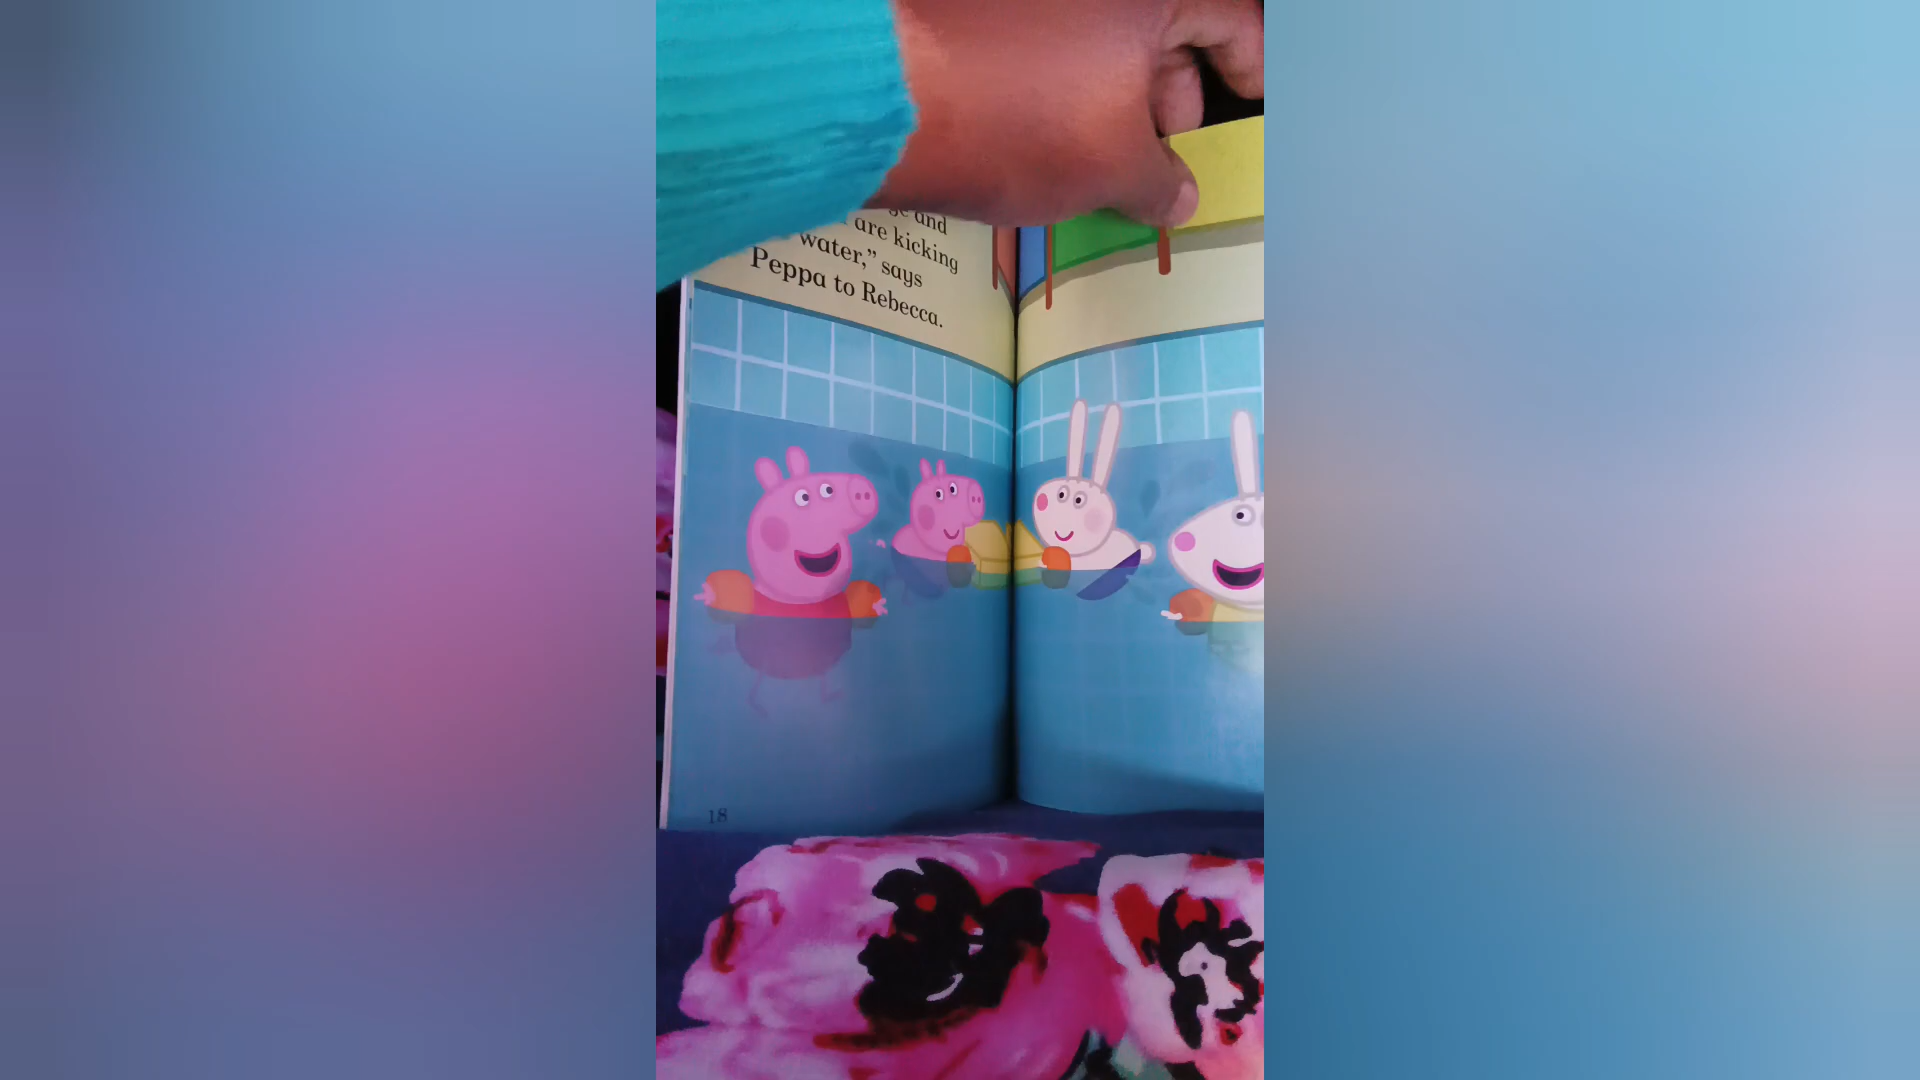 and
are kicking
water,” says
Peppa to Rebecca.
18